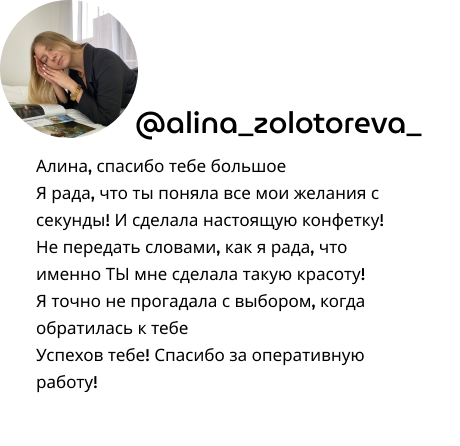 @alina_zolotoreva_
Алина, спасибо тебе большое
Я рада, что ты поняла все мои желания с
секунды! И сделала настоящую конфетку!
Не передать словами, как я рада, что
именно ТЫ мне сделала такую красоту!
Я точно не прогадала с выбором, когда
обратилась к тебе
Успехов тебе! Спасибо за оперативную
работу!